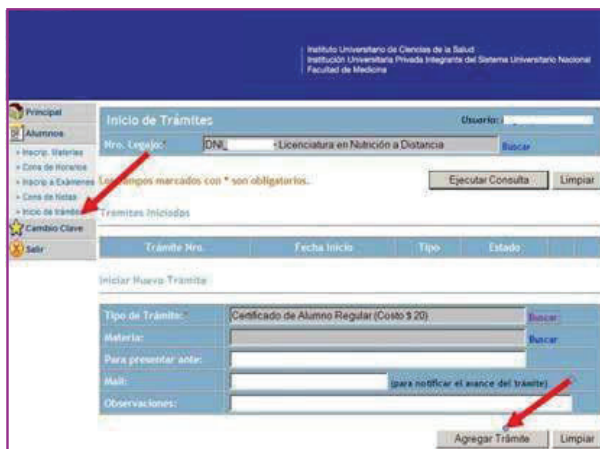 Instituto Universitario de Ciencias de la Salud
Institución Universitaria Privada Integrante del Sistema Universitario Nacional
Facultad de Medicina
Principal
Alumnos
Inscrip. Materias
Cons de Horarios
Inscrip a Exámenes
Cons de Notas
Inicio de trámites
Cambio Clave
Salir
Inicio de Trámites
Usuario:
Nro. Legajo:*
DNI_ - Licenciatura en Nutrición a Distancia
Buscar
Los campos marcados con * son obligatorios.
Ejecutar Consulta
Limpiar
Tramites Iniciados
Trámite Nro. Fecha Inicio Tipo Estado
Iniciar Nuevo Trámite
Tipo de Trámite:* Certificado de Alumno Regular (Costo $ 20) Buscar
Materia: Buscar
Para presentar ante:
Mail: (para notificar el avance del trámite)
Observaciones:
Agregar Trámite Limpiar